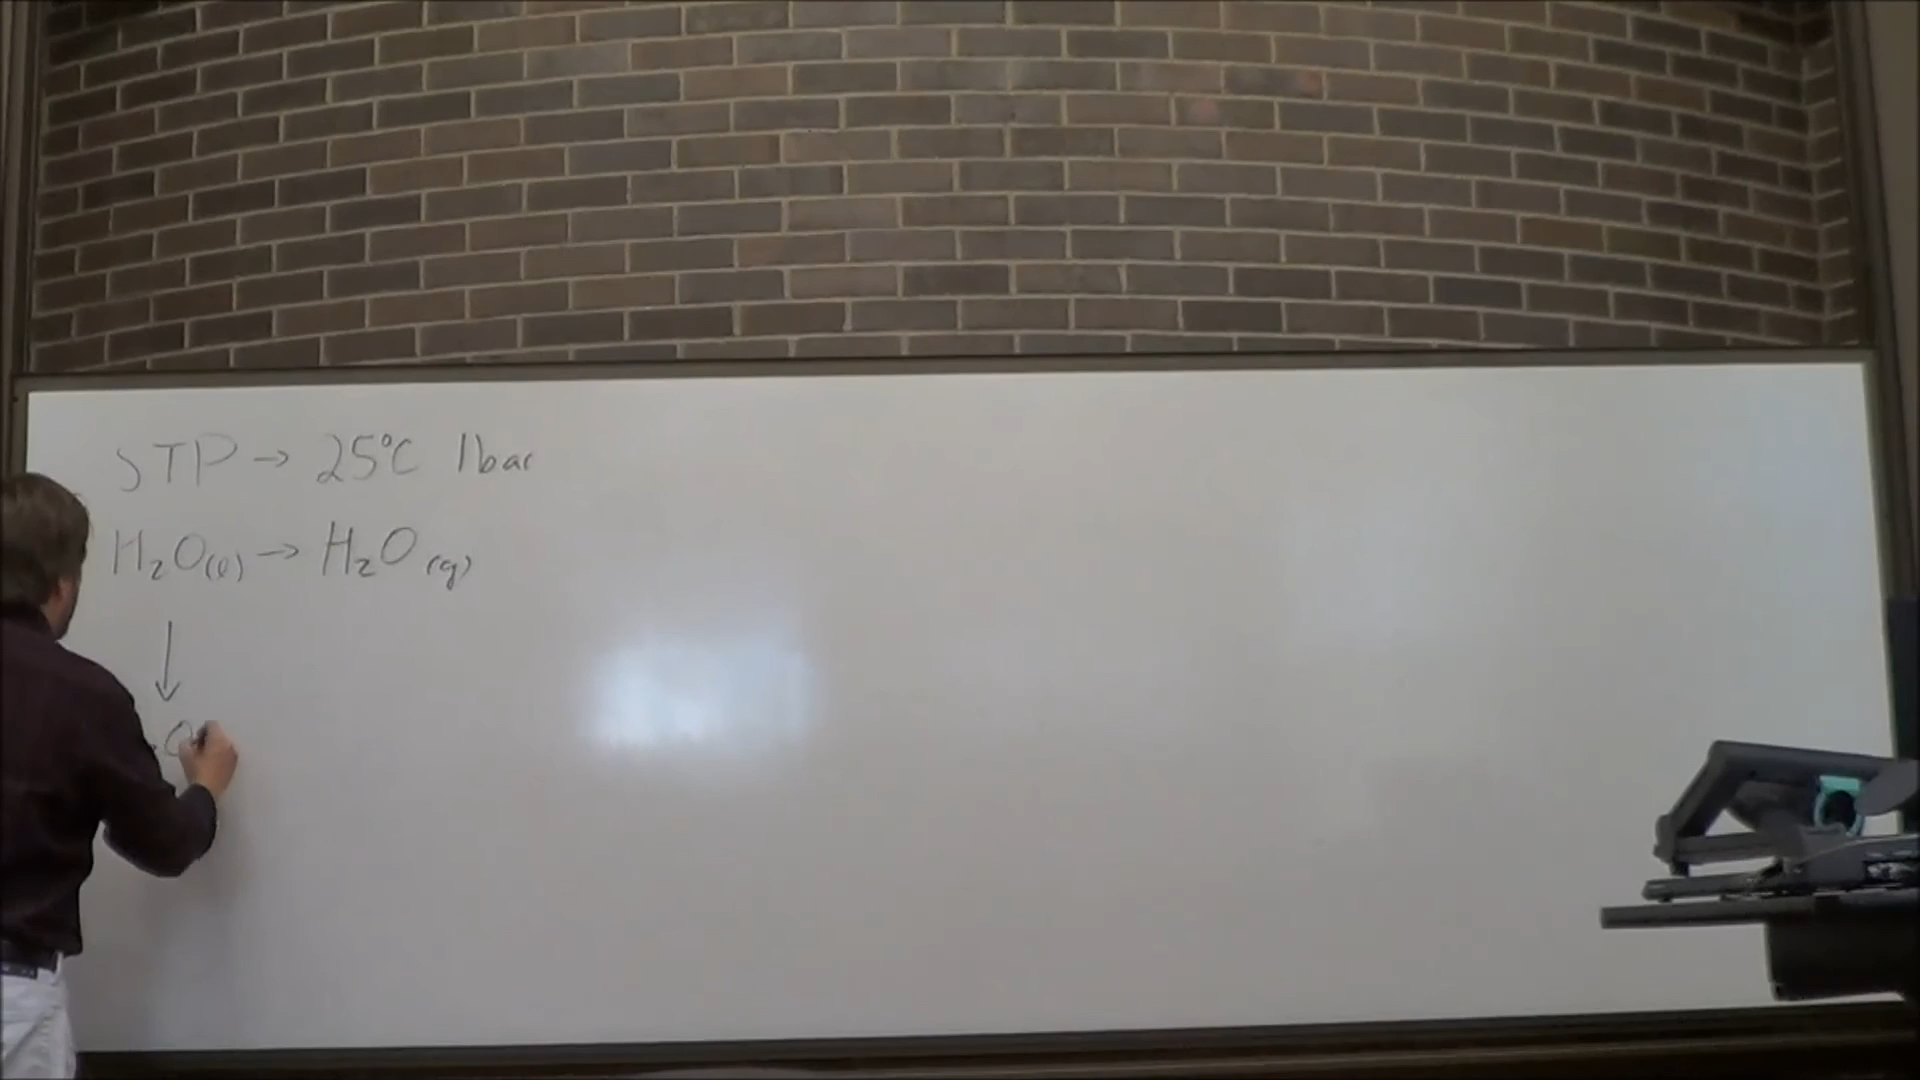 STP → 25°C 1bar
H₂O(l) → H₂O (g)
↓
O